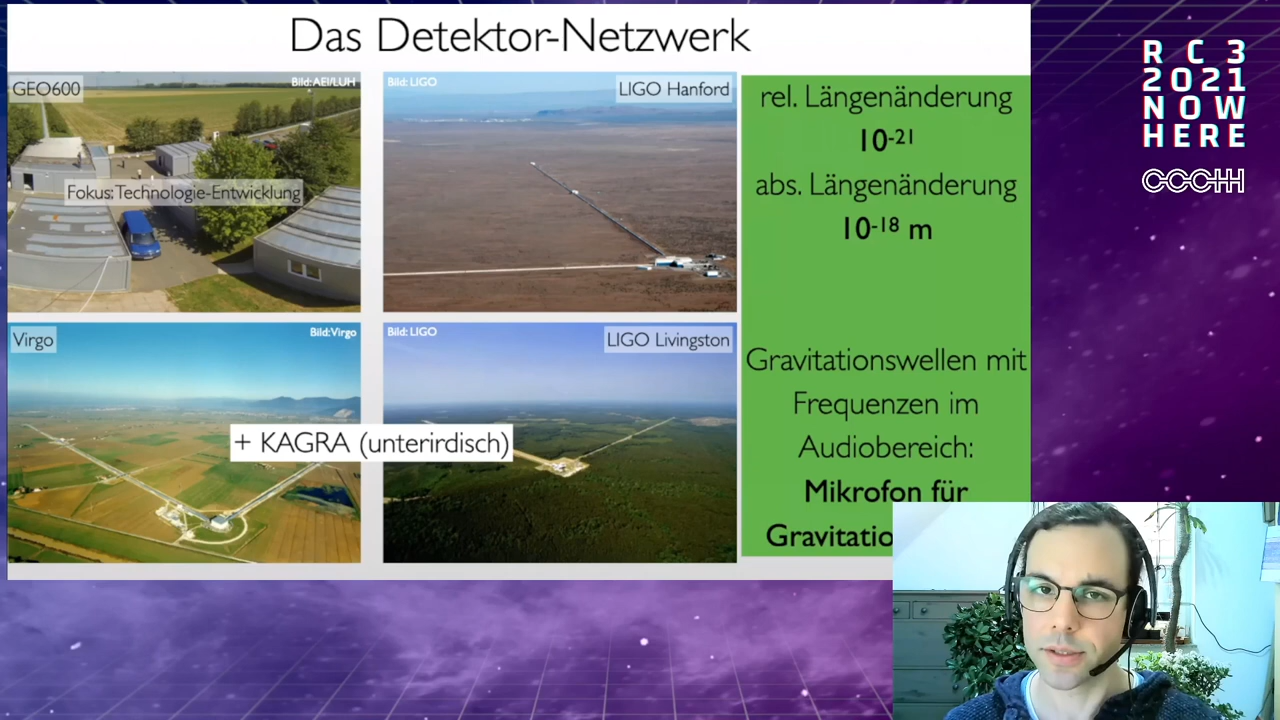 Das Detektor-Netzwerk
GEO600
Bild: AEI/LUH
Fokus: Technologie-Entwicklung
Bild: LIGO
LIGO Hanford
Virgo
Bild: Virgo
Bild: LIGO
LIGO Livingston
+ KAGRA (unterirdisch)
rel. Längenänderung
10⁻²¹
abs. Längenänderung
10⁻¹⁸ m
Gravitationswellen mit
Frequenzen im
Audiobereich:
Mikrofon für
Gravitatio
RC3
2021
NOW
HERE
CCCHH